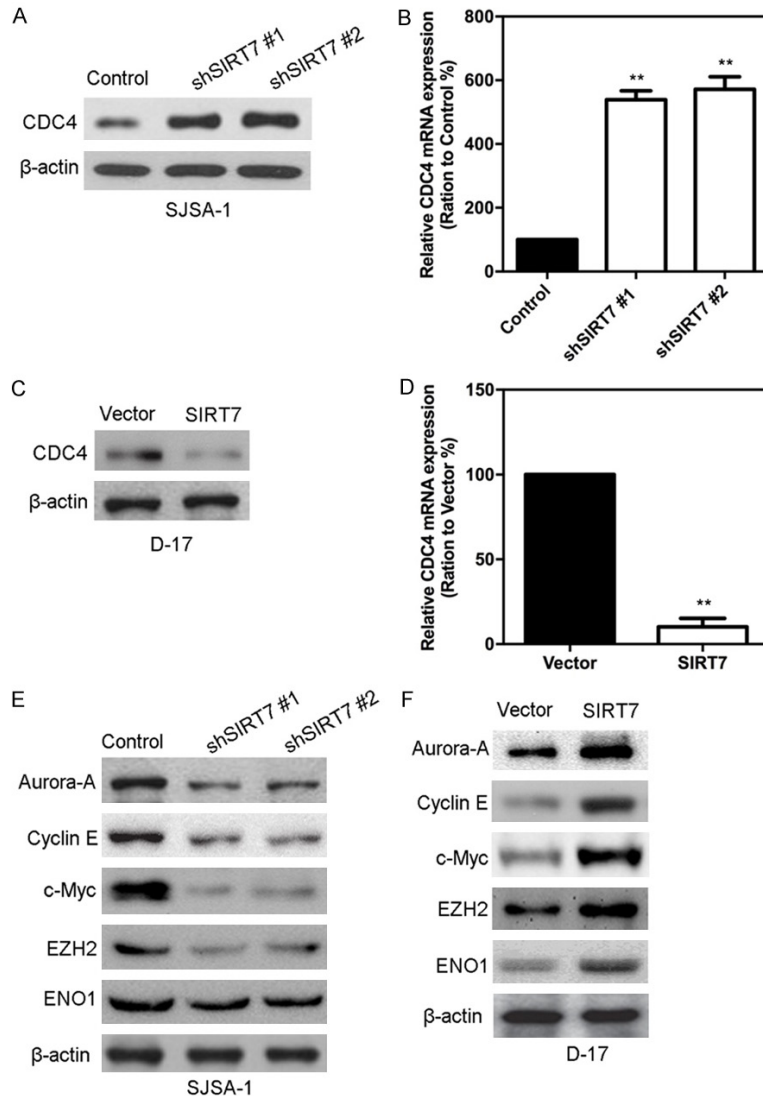 A
Control shSIRT7 #1 shSIRT7 #2
CDC4
β-actin
SJSA-1
B
Relative CDC4 mRNA expression
(Ration to Control %)
800
600
400
200
0
** **
Control shSIRT7 #1 shSIRT7 #2
C
Vector SIRT7
CDC4
β-actin
D-17
D
Relative CDC4 mRNA expression
(Ration to Vector %)
150
100
50
0
**
Vector SIRT7
E
Control shSIRT7 #1 shSIRT7 #2
Aurora-A
Cyclin E
c-Myc
EZH2
ENO1
β-actin
SJSA-1
F
Vector SIRT7
Aurora-A
Cyclin E
c-Myc
EZH2
ENO1
β-actin
D-17